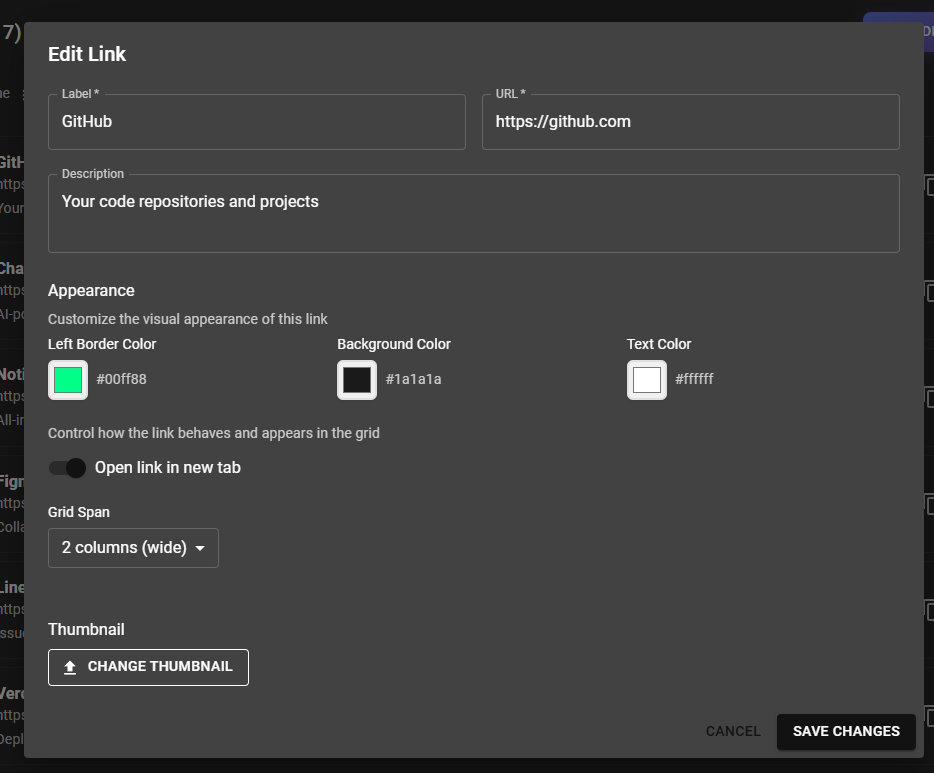 7)
Edit Link
Label *
GitHub
URL *
https://github.com
Description
Your code repositories and projects
Appearance
Customize the visual appearance of this link
Left Border Color
Background Color
Text Color
#00ff88
#1a1a1a
#ffffff
Control how the link behaves and appears in the grid
Open link in new tab
Grid Span
2 columns (wide)
Thumbnail
CHANGE THUMBNAIL
CANCEL
SAVE CHANGES